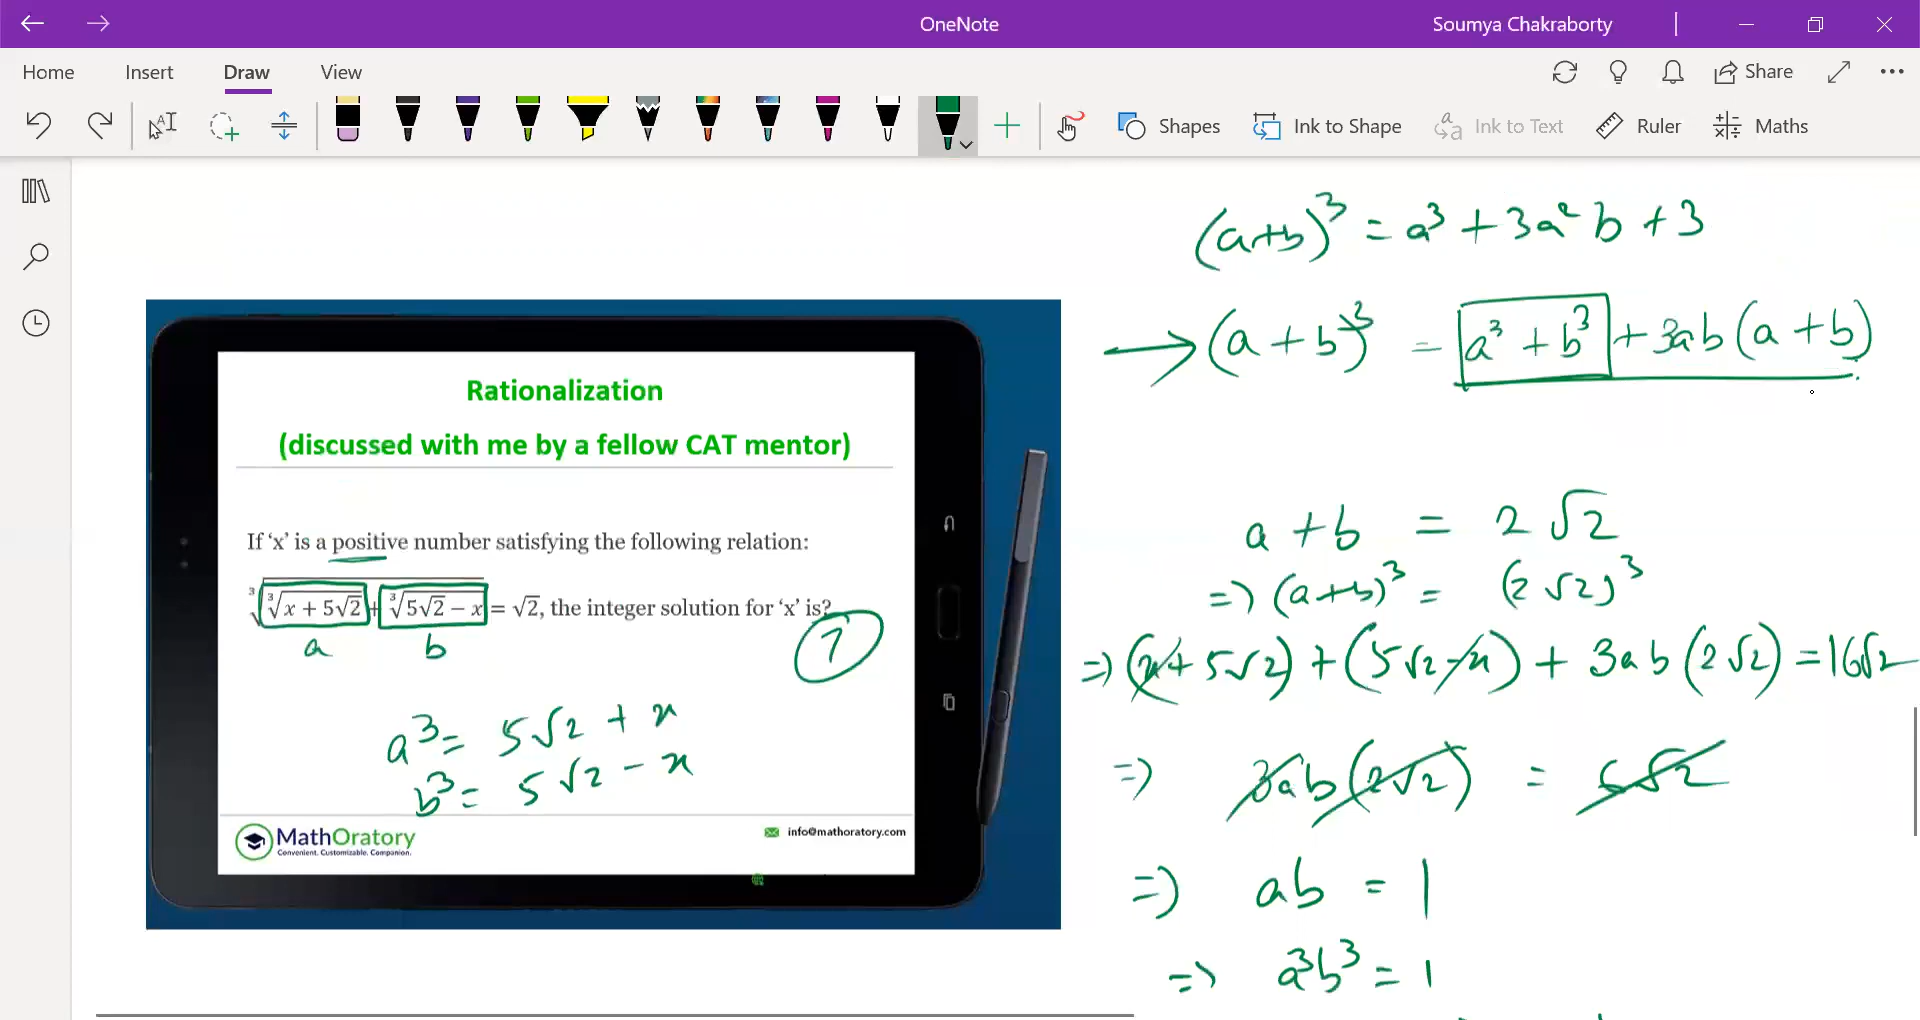 OneNote
Soumya Chakraborty
Home Insert Draw View
Share
Shapes Ink to Shape Ink to Text Ruler Maths
(a+b)³ = a³ + 3a²b + 3
→ (a + b)³ = a³ + b³ + 3ab(a + b)
Rationalization
(discussed with me by a fellow CAT mentor)
If ‘x’ is a positive number satisfying the following relation:
∛(∛(x + 5√2) + ∛(5√2 − x)) = √2, the integer solution for ‘x’ is?
a b
7
a³ = 5√2 + x
b³ = 5√2 − x
MathOratory
Convenient. Customizable. Companion.
info@mathoratory.com
a + b = 2√2
=> (a+b)³ = (2√2)³
=> (x + 5√2) + (5√2 − x) + 3ab(2√2) = 16√2
=> 3ab(2√2) = 6√2
=> ab = 1
=> a³b³ = 1